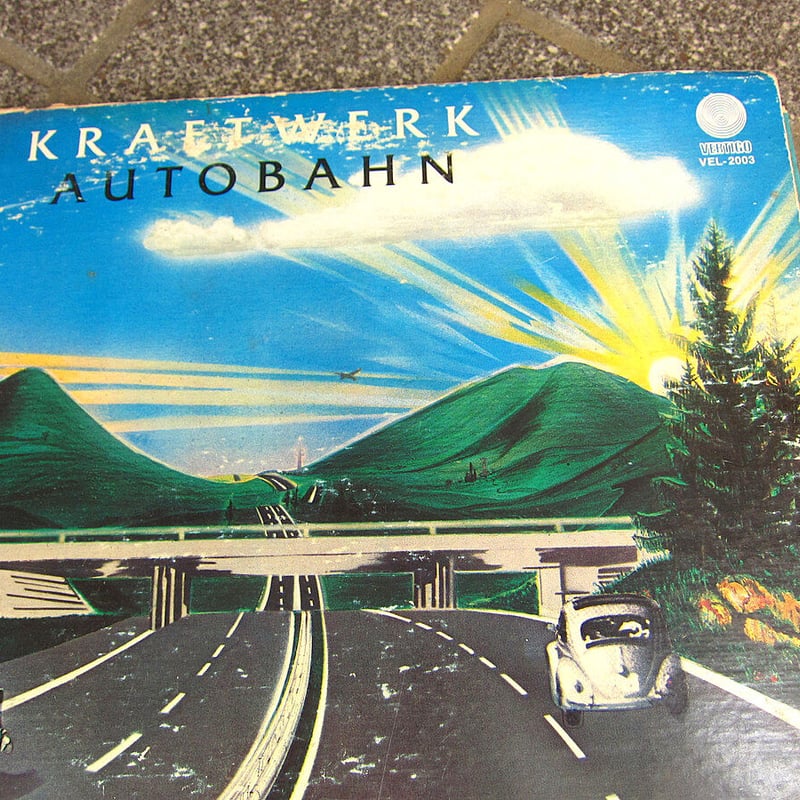 KRAFTWERK
AUTOBAHN
VERTIGO
VEL-2003